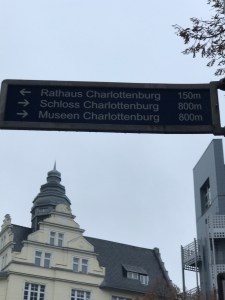 ← Rathaus Charlottenburg 150m
→ Schloss Charlottenburg 800m
→ Museen Charlottenburg 800m